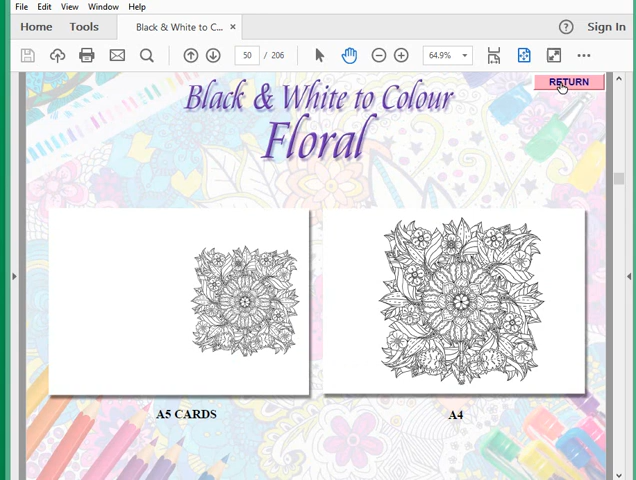 File Edit View Window Help
Home Tools Black & White to C... × Sign In
50 / 206 64.9%
RETURN
Black & White to Colour
Floral
A5 CARDS A4